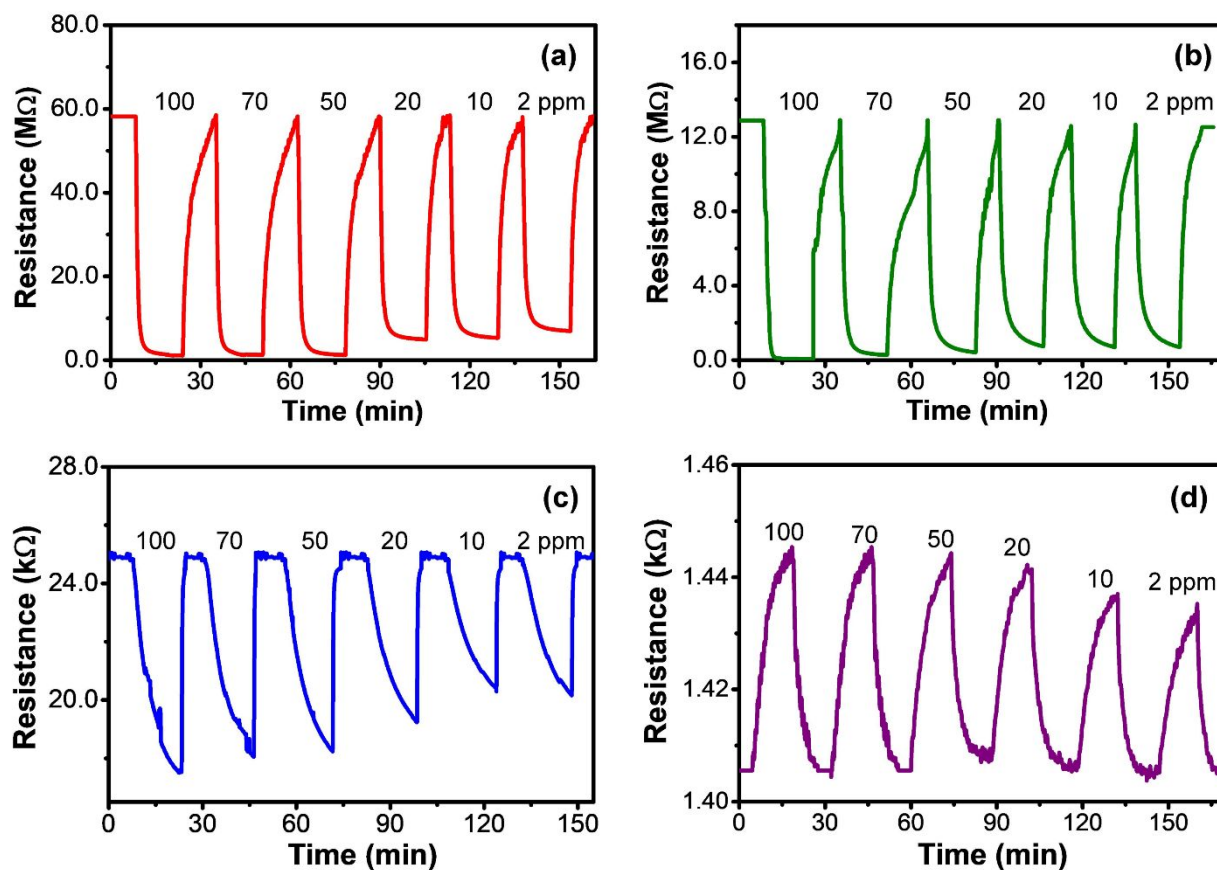 (a)
100 70 50 20 10 2 ppm
80.0
60.0
40.0
20.0
0.0
Resistance (MΩ)
0 30 60 90 120 150
Time (min)
(b)
100 70 50 20 10 2 ppm
16.0
12.0
8.0
4.0
0.0
Resistance (MΩ)
0 30 60 90 120 150
Time (min)
(c)
100 70 50 20 10 2 ppm
28.0
24.0
20.0
Resistance (kΩ)
0 30 60 90 120 150
Time (min)
(d)
100 70 50 20 10 2 ppm
1.46
1.44
1.42
1.40
Resistance (kΩ)
0 30 60 90 120 150
Time (min)